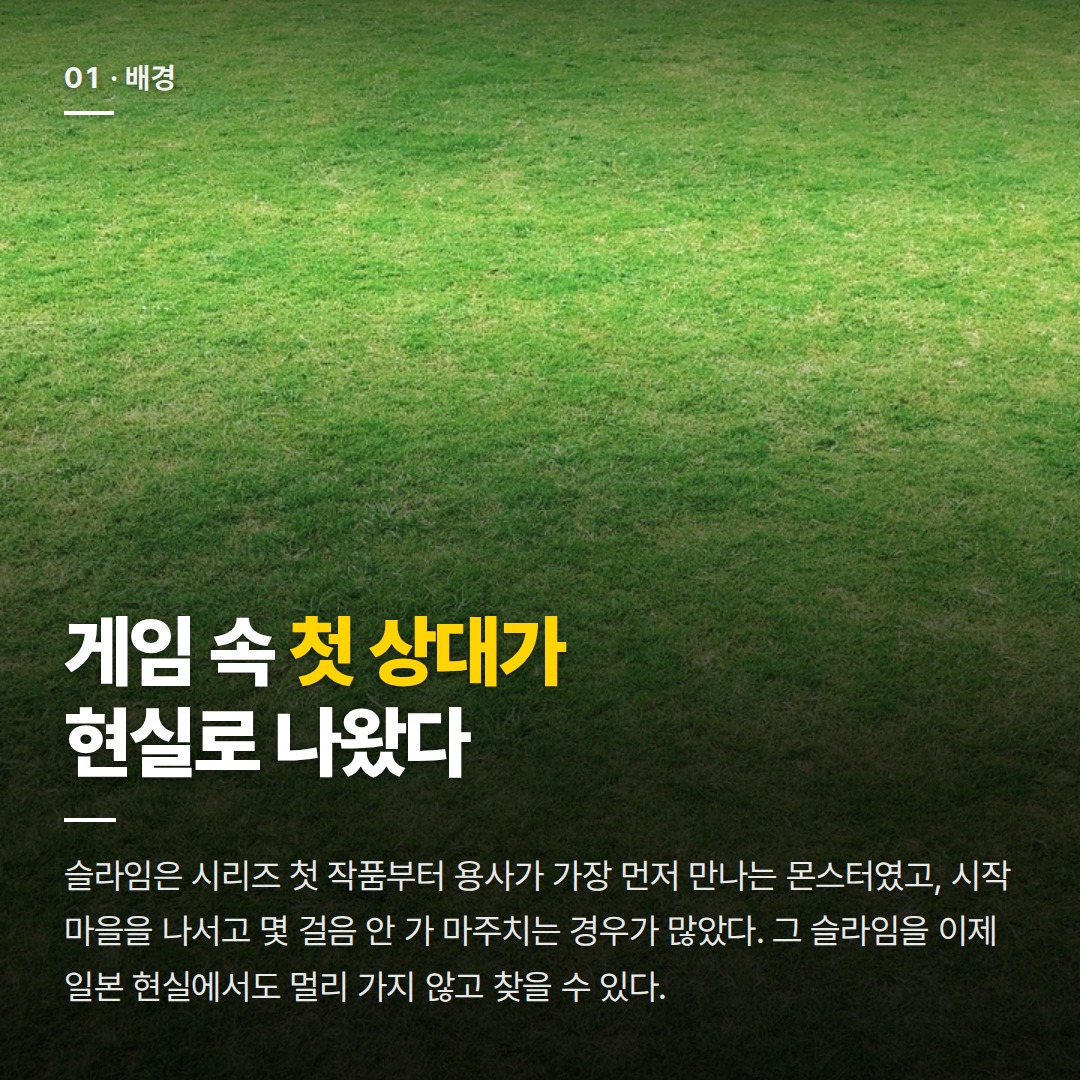 01 · 배경
게임 속 첫 상대가
현실로 나왔다
슬라임은 시리즈 첫 작품부터 용사가 가장 먼저 만나는 몬스터였고, 시작
마을을 나서고 몇 걸음 안 가 마주치는 경우가 많았다. 그 슬라임을 이제
일본 현실에서도 멀리 가지 않고 찾을 수 있다.